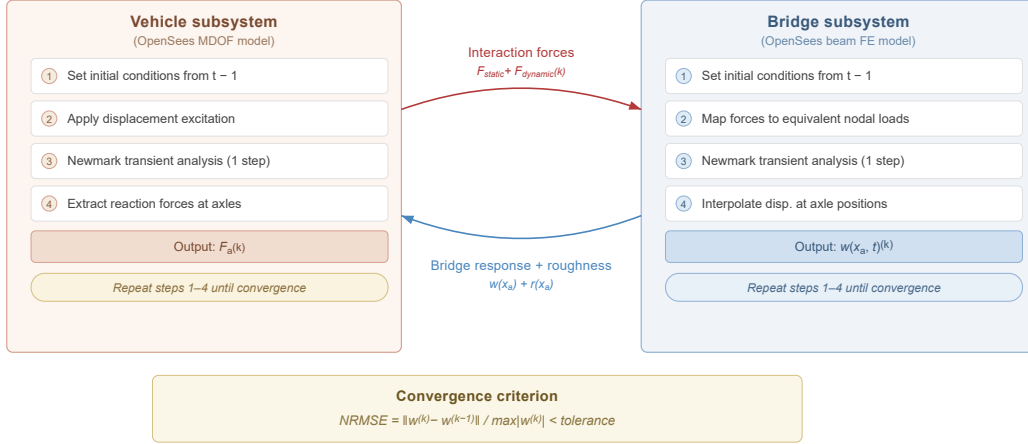 Vehicle subsystem
(OpenSees MDOF model)
1 Set initial conditions from t − 1
2 Apply displacement excitation
3 Newmark transient analysis (1 step)
4 Extract reaction forces at axles
Output: Fa(k)
Repeat steps 1–4 until convergence
Interaction forces
Fstatic+ Fdynamic(k)
Bridge response + roughness
w(xa) + r(xa)
Bridge subsystem
(OpenSees beam FE model)
1 Set initial conditions from t − 1
2 Map forces to equivalent nodal loads
3 Newmark transient analysis (1 step)
4 Interpolate disp. at axle positions
Output: w(xa, t)(k)
Repeat steps 1–4 until convergence
Convergence criterion
NRMSE = ‖w(k)− w(k−1)‖ / max|w(k)| < tolerance